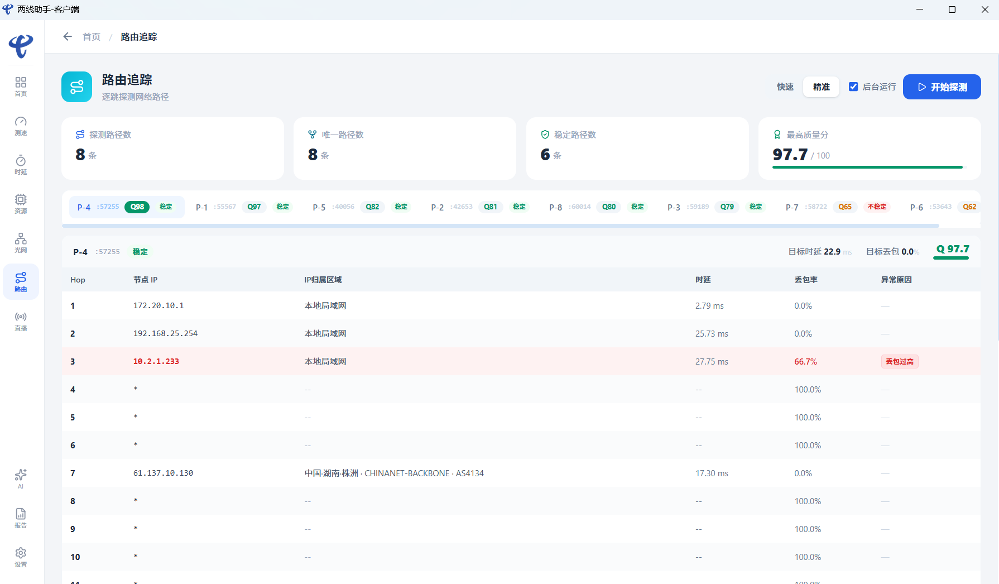 两线助手-客户端
首页 / 路由追踪
首页
测速
时延
资源
光网
路由
直播
AI
报告
设置
路由追踪
逐跳探测网络路径
快速 精准 后台运行 开始探测
探测路径数
8 条
唯一路径数
8 条
稳定路径数
6 条
最高质量分
97.7 / 100
P-4 :57255 Q98 稳定 P-1 :55567 Q97 稳定 P-5 :40056 Q82 稳定 P-2 :42653 Q81 稳定 P-8 :60014 Q80 稳定 P-3 :59189 Q79 稳定 P-7 :58722 Q65 不稳定 P-6 :53643 Q62
P-4 :57255 稳定 目标时延 22.9 ms 目标丢包 0.0% Q 97.7
Hop 节点 IP IP归属区域 时延 丢包率 异常原因
1 172.20.10.1 本地局域网 2.79 ms 0.0% —
2 192.168.25.254 本地局域网 25.73 ms 0.0% —
3 10.2.1.233 本地局域网 27.75 ms 66.7% 丢包过高
4 * -- -- 100.0% —
5 * -- -- 100.0% —
6 * -- -- 100.0% —
7 61.137.10.130 中国·湖南·株洲 · CHINANET-BACKBONE · AS4134 17.30 ms 0.0% —
8 * -- -- 100.0% —
9 * -- -- 100.0% —
10 * -- -- 100.0% —
11 * 100.0%